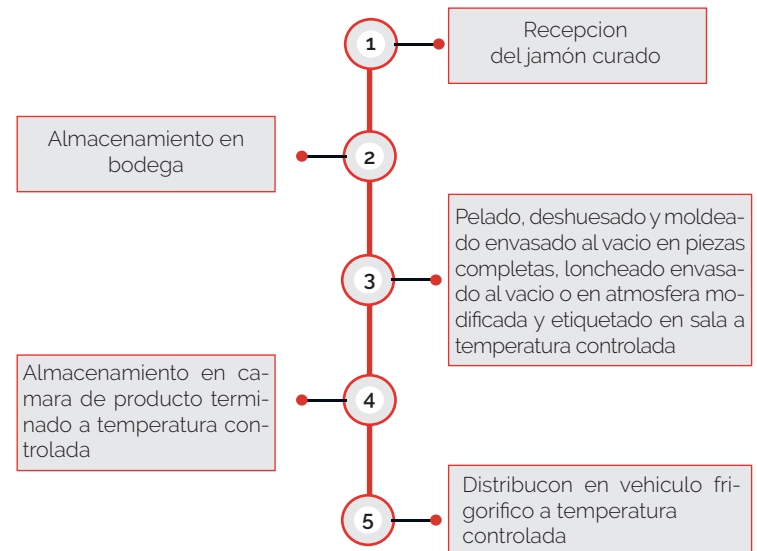 1
Recepcion
del jamón curado
Almacenamiento en
bodega
2
3
Pelado, deshuesado y moldea-
do envasado al vacio en piezas
completas, loncheado envasa-
do al vacio o en atmosfera mo-
dificada y etiquetado en sala a
temperatura controlada
Almacenamiento en ca-
mara de producto termi-
nado a temperatura con-
trolada
4
5
Distribucon en vehiculo fri-
gorifico a temperatura
controlada